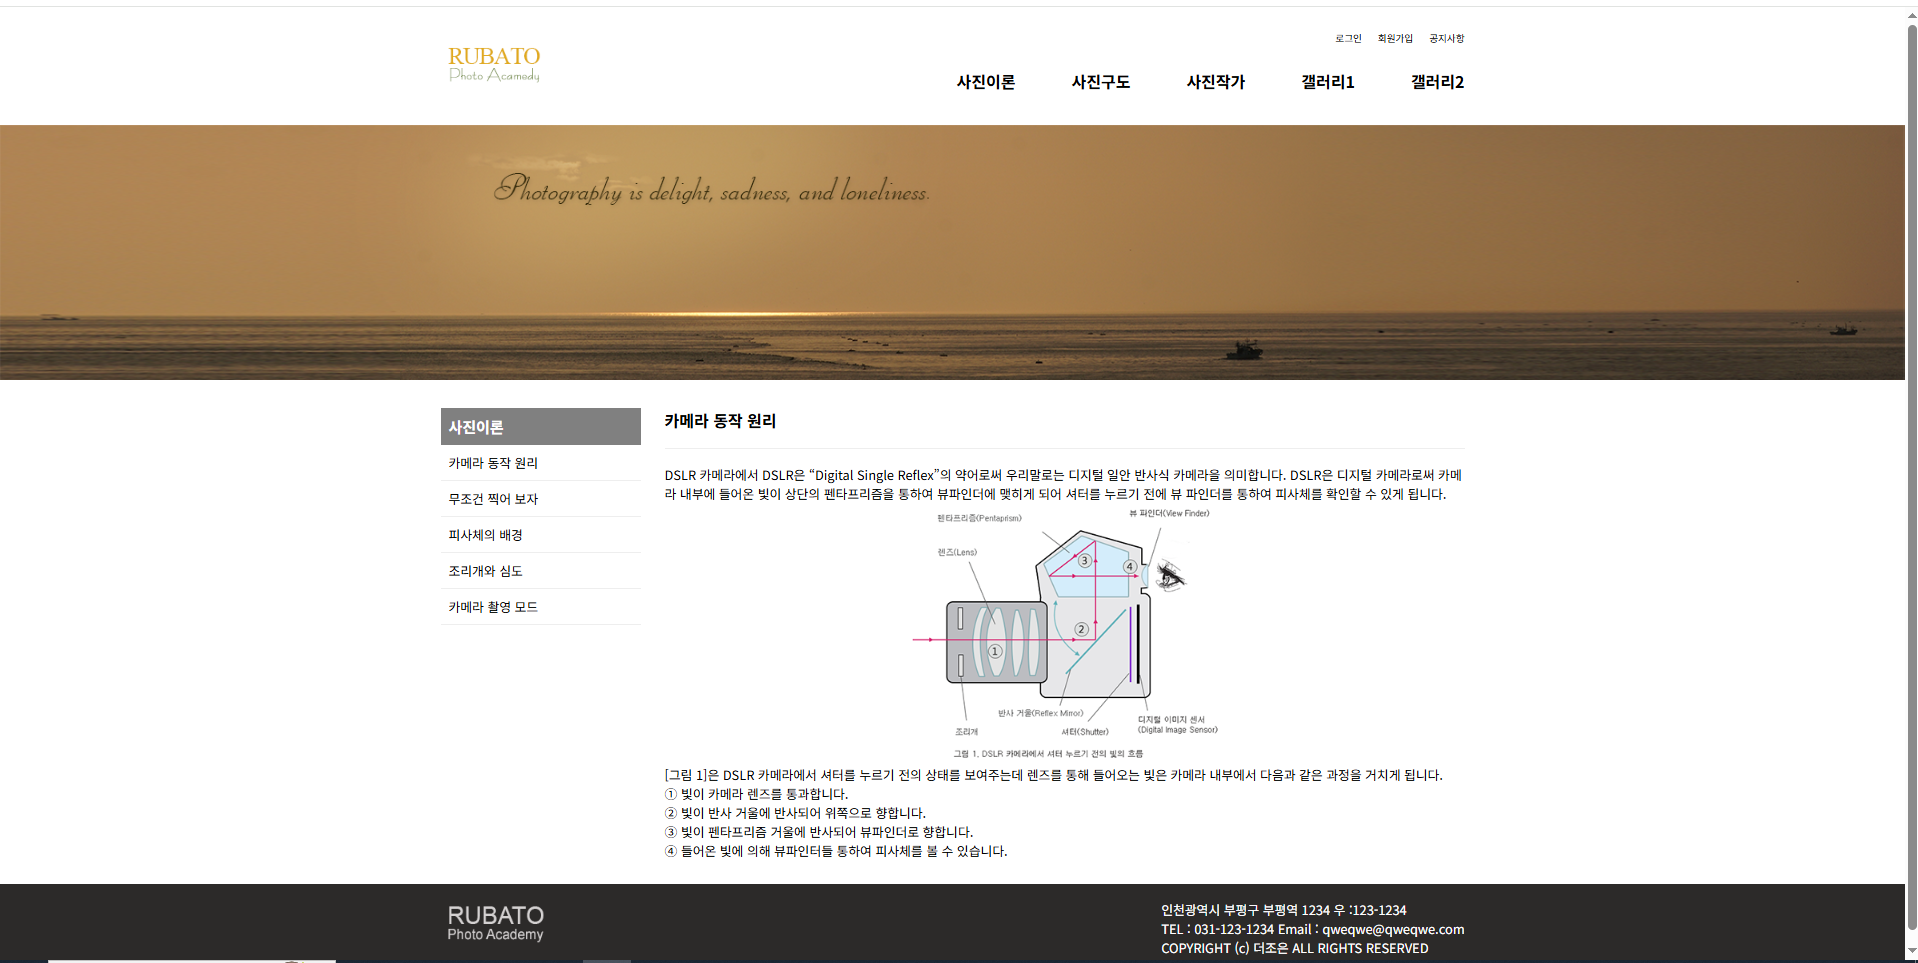 로그인 회원가입 공지사항
RUBATO
Photo Acamedy
사진이론 사진구도 사진작가 갤러리1 갤러리2
Photography is delight, sadness, and loneliness.
사진이론
카메라 동작 원리
무조건 찍어 보자
피사체의 배경
조리개와 심도
카메라 촬영 모드
카메라 동작 원리
DSLR 카메라에서 DSLR은 “Digital Single Reflex”의 약어로써 우리말로는 디지털 일안 반사식 카메라을 의미합니다. DSLR은 디지털 카메라로써 카메
라 내부에 들어온 빛이 상단의 펜타프리즘을 통하여 뷰파인더에 맺히게 되어 셔터를 누르기 전에 뷰 파인더를 통하여 피사체를 확인할 수 있게 됩니다.
펜타프리즘(Pentaprism)
뷰 파인더(View Finder)
렌즈(Lens)
③
④
②
①
반사 거울(Reflex Mirror)
디지털 이미지 센서
(Digital Image Sensor)
조리개
셔터(Shutter)
그림 1. DSLR 카메라에서 셔터 누르기 전의 빛의 흐름
[그림 1]은 DSLR 카메라에서 셔터를 누르기 전의 상태를 보여주는데 렌즈를 통해 들어오는 빛은 카메라 내부에서 다음과 같은 과정을 거치게 됩니다.
① 빛이 카메라 렌즈를 통과합니다.
② 빛이 반사 거울에 반사되어 위쪽으로 향합니다.
③ 빛이 펜타프리즘 거울에 반사되어 뷰파인더로 향합니다.
④ 들어온 빛에 의해 뷰파인터들 통하여 피사체를 볼 수 있습니다.
RUBATO
Photo Academy
인천광역시 부평구 부평역 1234 우 :123-1234
TEL : 031-123-1234 Email : qweqwe@qweqwe.com
COPYRIGHT (c) 더조은 ALL RIGHTS RESERVED